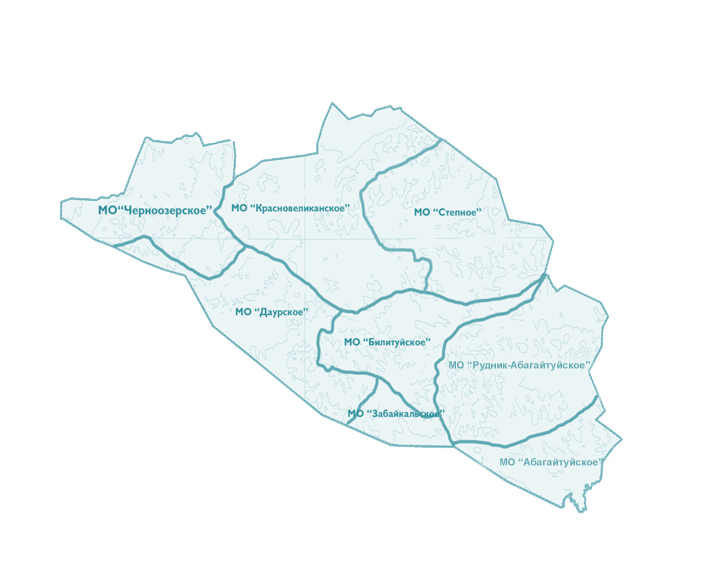 МО“Черноозерское”
МО “Красновеликанское”
МО “Степное”
МО “Даурское”
МО “Билитуйское”
МО “Рудник-Абагайтуйское”
МО “Забайкальское”
МО “Абагайтуйское”